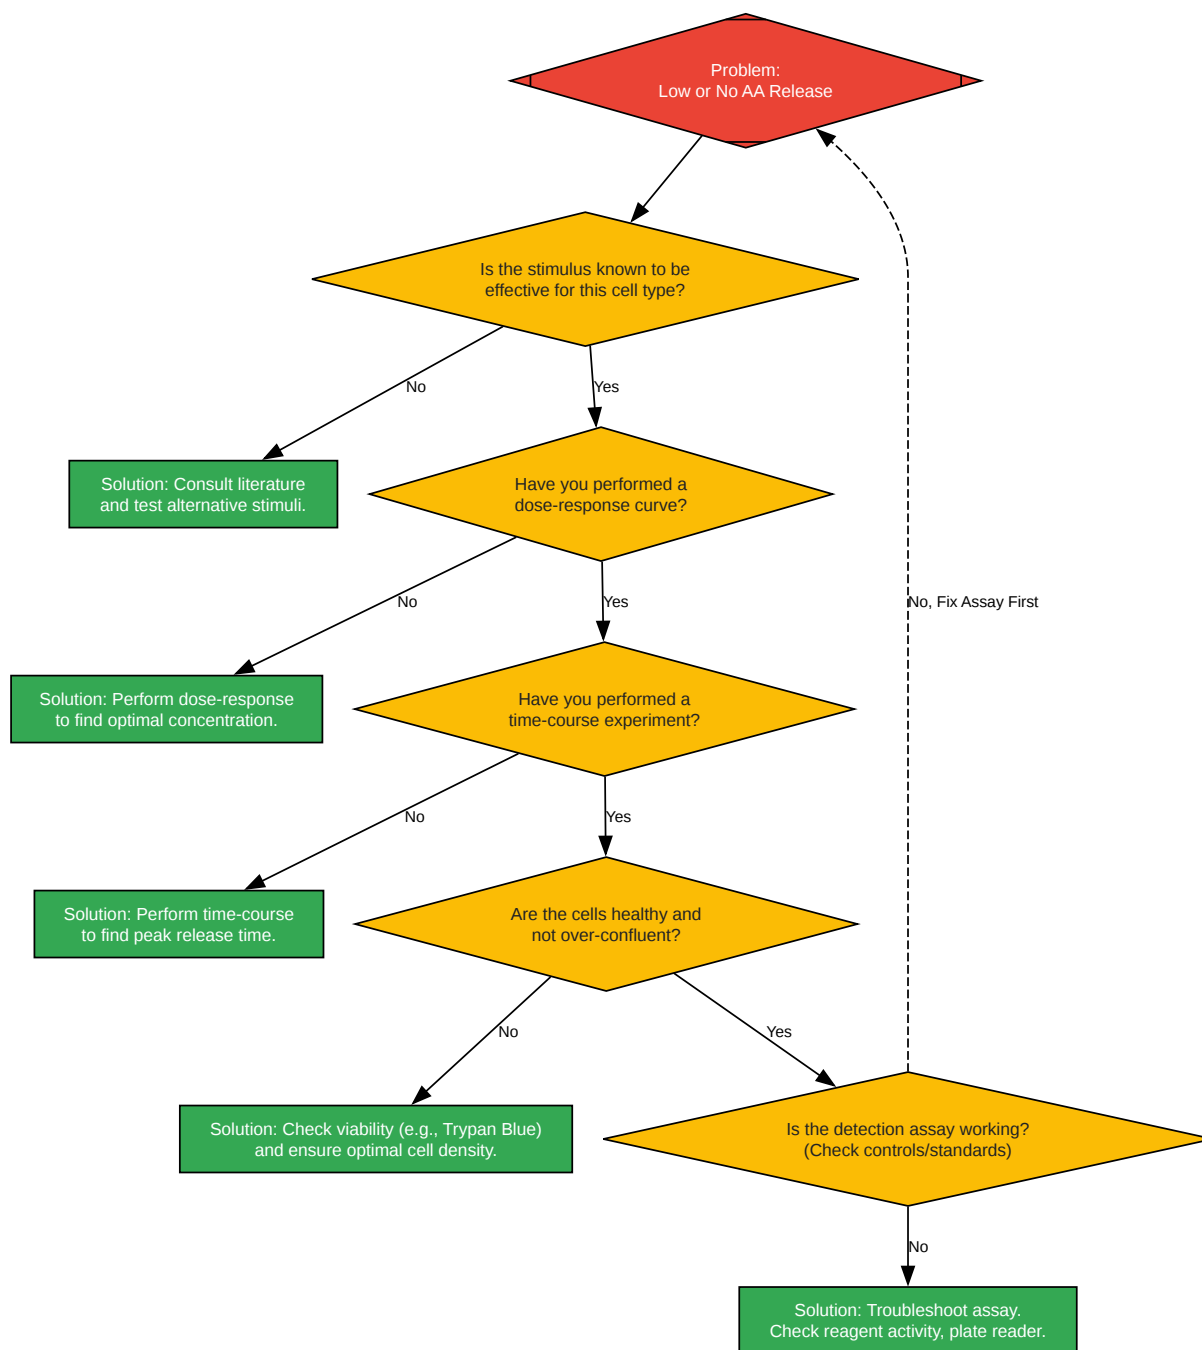 Problem:
Low or No AA Release
Is the stimulus known to be
effective for this cell type?
No
Yes
Solution: Consult literature
and test alternative stimuli.
Have you performed a
dose-response curve?
No
Yes
No, Fix Assay First
Solution: Perform dose-response
to find optimal concentration.
Have you performed a
time-course experiment?
No
Yes
Solution: Perform time-course
to find peak release time.
Are the cells healthy and
not over-confluent?
No
Yes
Solution: Check viability (e.g., Trypan Blue)
and ensure optimal cell density.
Is the detection assay working?
(Check controls/standards)
No
Solution: Troubleshoot assay.
Check reagent activity, plate reader.